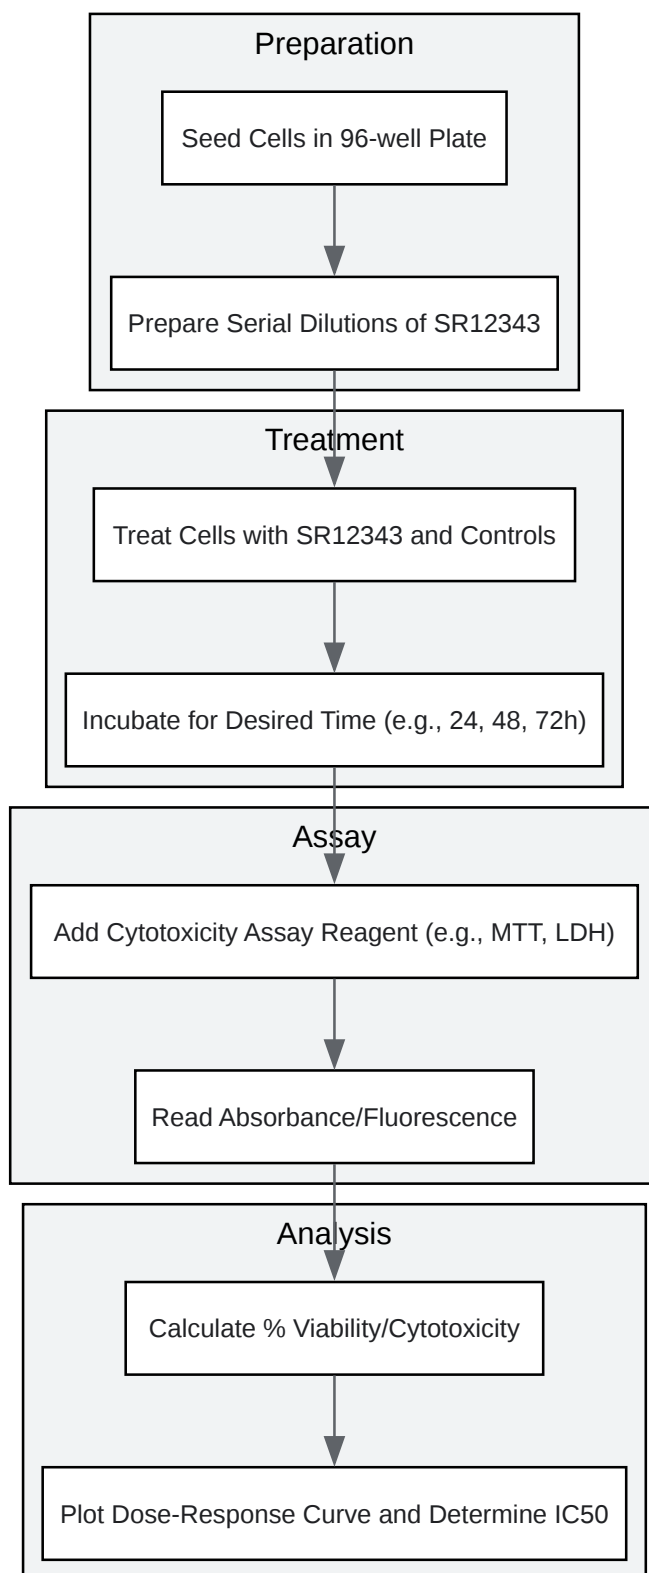 Preparation
Seed Cells in 96-well Plate
Prepare Serial Dilutions of SR12343
Treatment
Treat Cells with SR12343 and Controls
Incubate for Desired Time (e.g., 24, 48, 72h)
Assay
Add Cytotoxicity Assay Reagent (e.g., MTT, LDH)
Read Absorbance/Fluorescence
Analysis
Calculate % Viability/Cytotoxicity
Plot Dose-Response Curve and Determine IC50